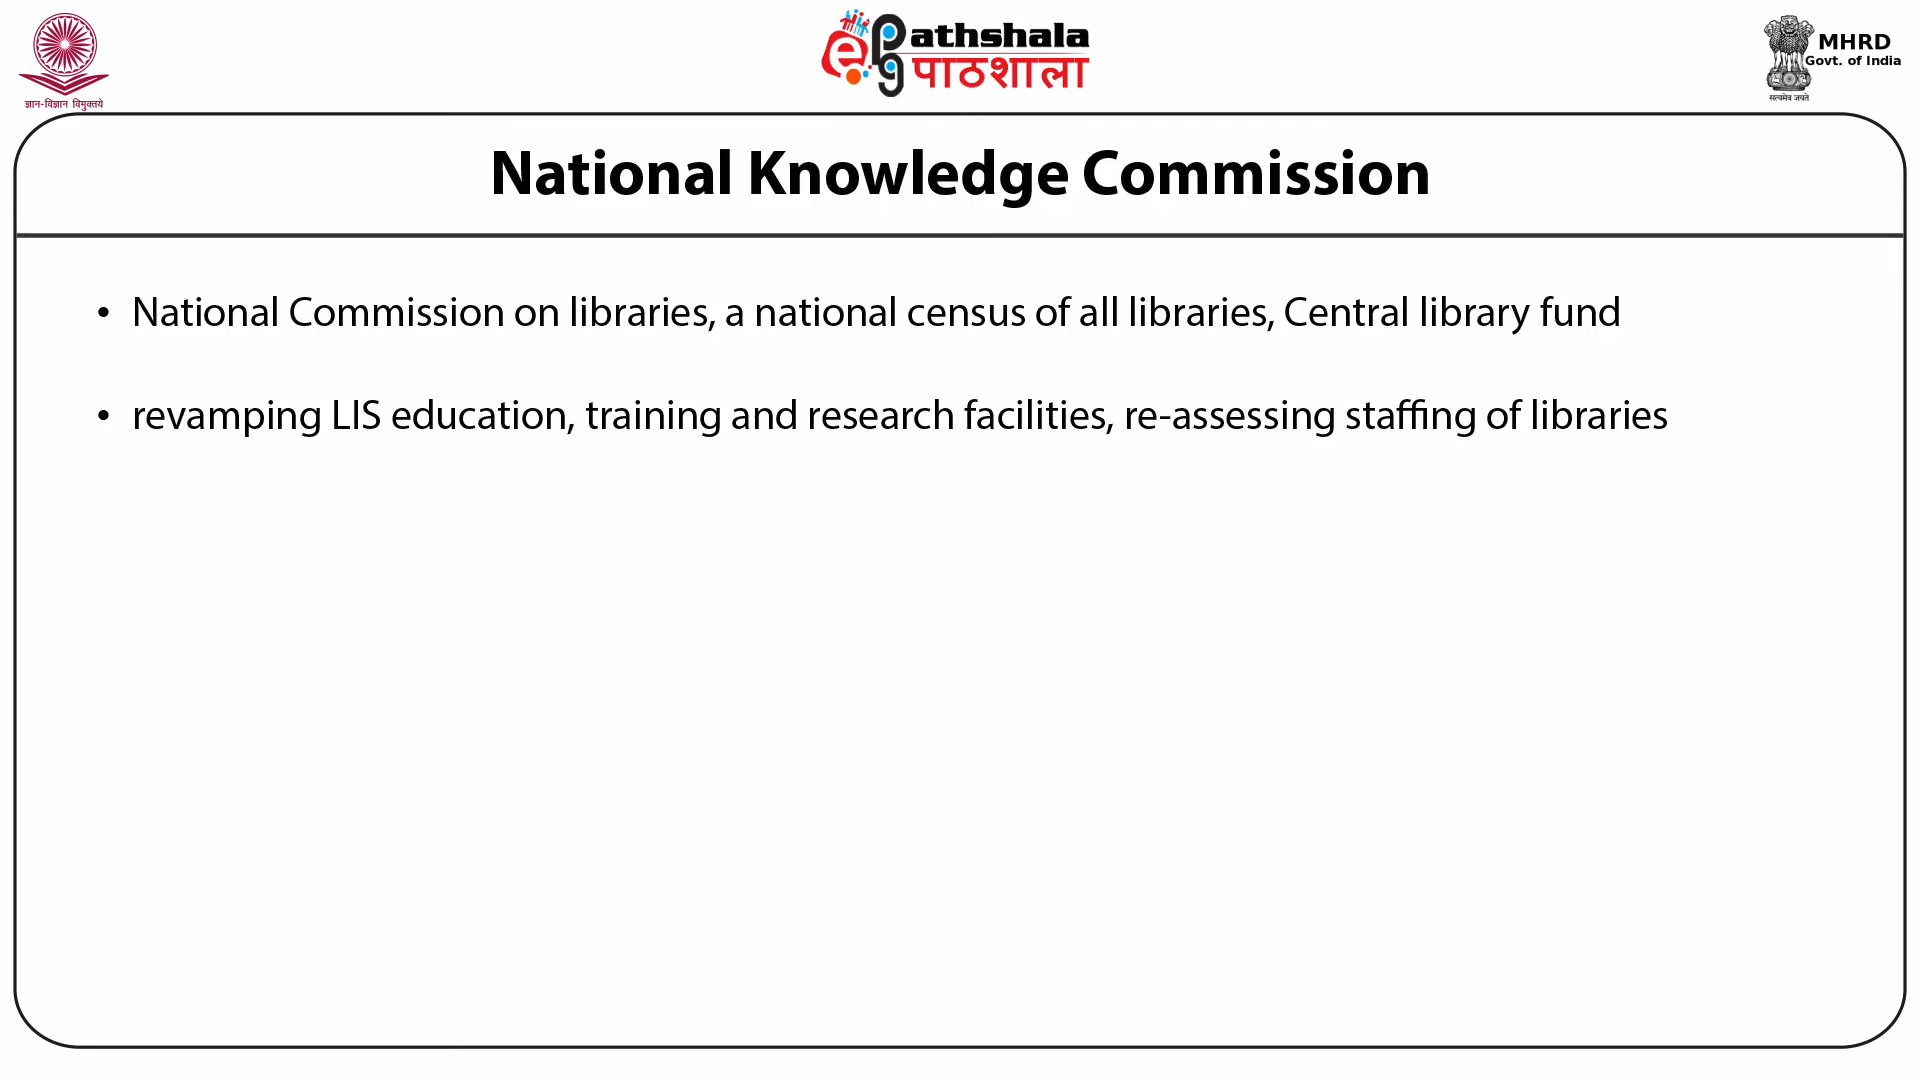 ज्ञान-विज्ञान विमुक्तये
e pg athshala
पाठशाला
MHRD
Govt. of India
सत्यमेव जयते
National Knowledge Commission
• National Commission on libraries, a national census of all libraries, Central library fund
• revamping LIS education, training and research facilities, re-assessing staffing of libraries